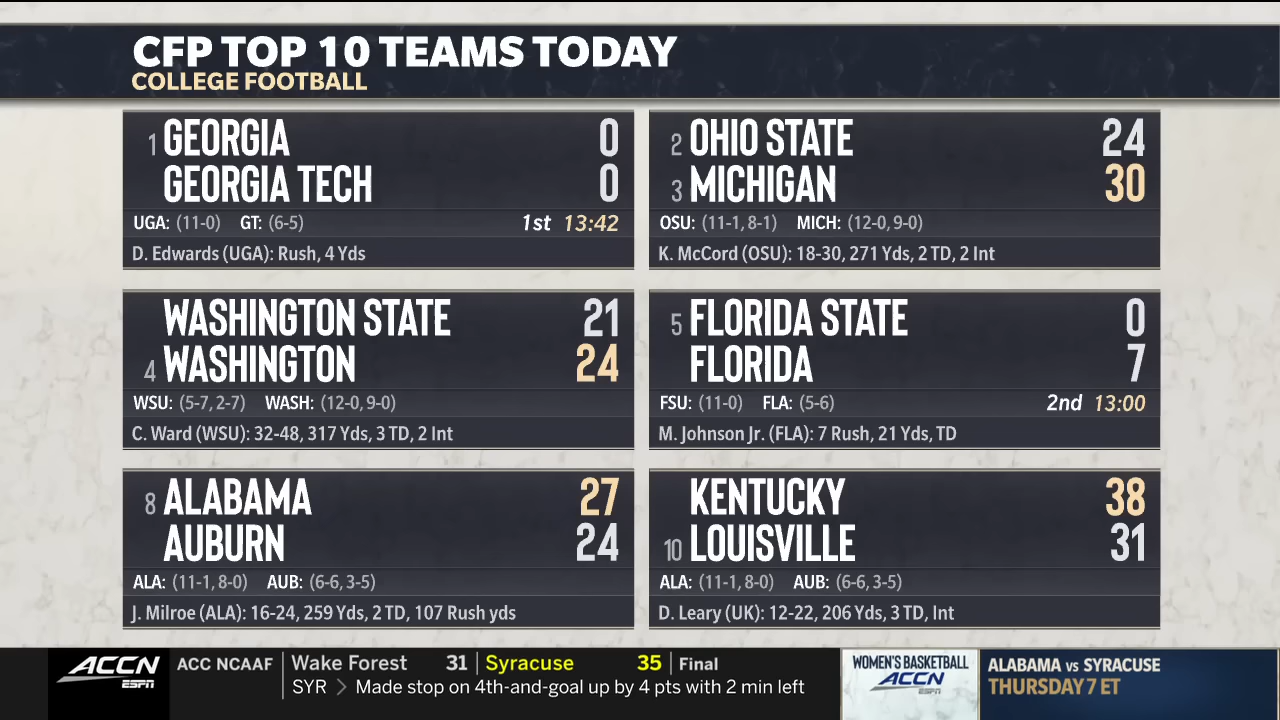 CFP TOP 10 TEAMS TODAY
COLLEGE FOOTBALL
1 GEORGIA 0
GEORGIA TECH 0
UGA: (11-0) GT: (6-5) 1st 13:42
D. Edwards (UGA): Rush, 4 Yds
2 OHIO STATE 24
3 MICHIGAN 30
OSU: (11-1, 8-1) MICH: (12-0, 9-0)
K. McCord (OSU): 18-30, 271 Yds, 2 TD, 2 Int
WASHINGTON STATE 21
4 WASHINGTON 24
WSU: (5-7, 2-7) WASH: (12-0, 9-0)
C. Ward (WSU): 32-48, 317 Yds, 3 TD, 2 Int
5 FLORIDA STATE 0
FLORIDA 7
FSU: (11-0) FLA: (5-6) 2nd 13:00
M. Johnson Jr. (FLA): 7 Rush, 21 Yds, TD
8 ALABAMA 27
AUBURN 24
ALA: (11-1, 8-0) AUB: (6-6, 3-5)
J. Milroe (ALA): 16-24, 259 Yds, 2 TD, 107 Rush yds
KENTUCKY 38
10 LOUISVILLE 31
ALA: (11-1, 8-0) AUB: (6-6, 3-5)
D. Leary (UK): 12-22, 206 Yds, 3 TD, Int
ACCN
ESPN
ACC NCAAF
Wake Forest 31 Syracuse 35 Final
SYR > Made stop on 4th-and-goal up by 4 pts with 2 min left
WOMEN'S BASKETBALL
ACCN
ESPN
ALABAMA vs SYRACUSE
THURSDAY 7 ET